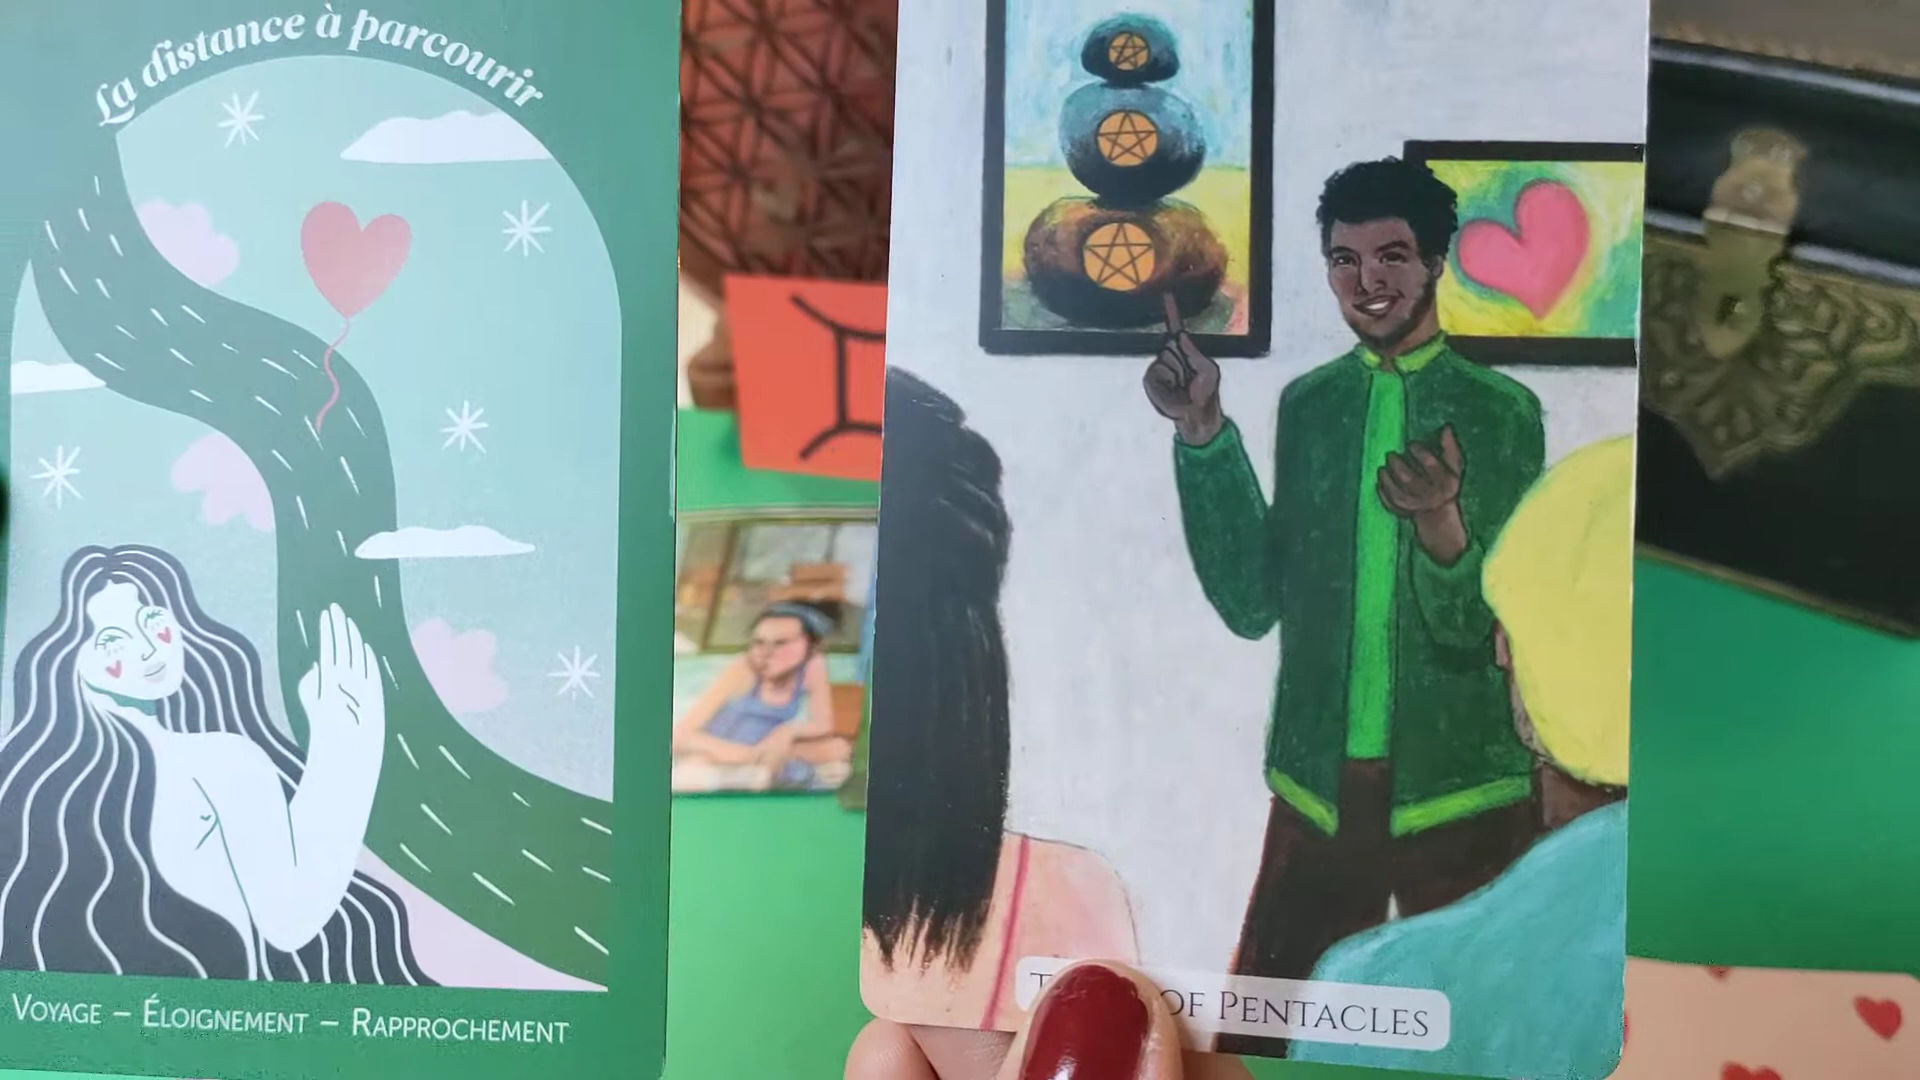 La distance à parcourir
VOYAGE – ÉLOIGNEMENT – RAPPROCHEMENT
OF PENTACLES